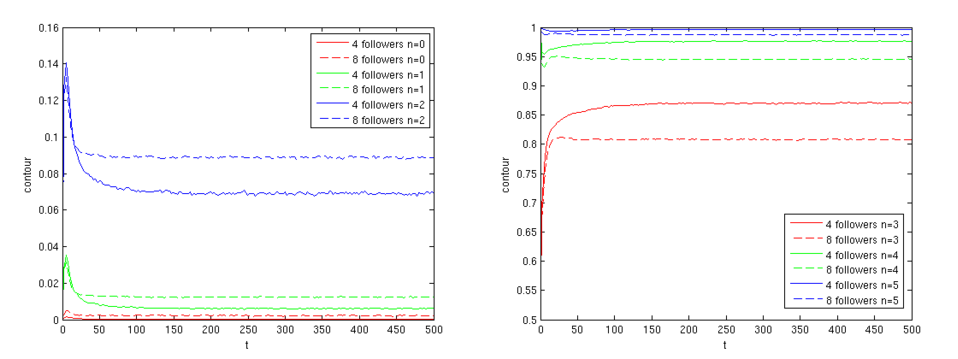 0.16
0.14
0.12
0.1
0.08
0.06
0.04
0.02
0
contour
0 50 100 150 200 250 300 350 400 450 500
t
4 followers n=0
8 followers n=0
4 followers n=1
8 followers n=1
4 followers n=2
8 followers n=2
1
0.95
0.9
0.85
0.8
0.75
0.7
0.65
0.6
0.55
0.5
contour
0 50 100 150 200 250 300 350 400 450 500
t
4 followers n=3
8 followers n=3
4 followers n=4
8 followers n=4
4 followers n=5
8 followers n=5